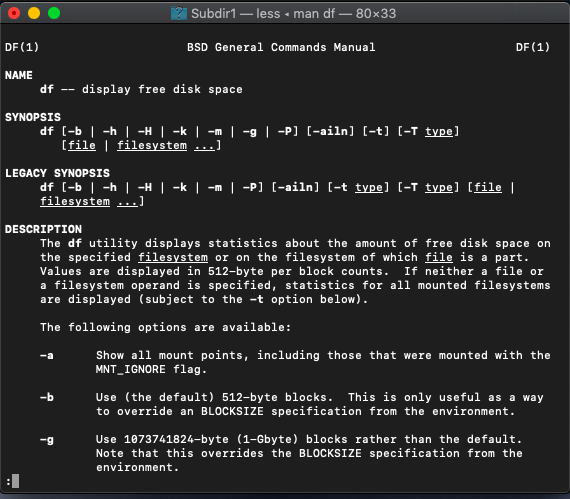 Subdir1 — less ◂ man df — 80×33
DF(1)                     BSD General Commands Manual                    DF(1)
NAME
     df -- display free disk space
SYNOPSIS
     df [-b | -h | -H | -k | -m | -g | -P] [-ailn] [-t] [-T type]
        [file | filesystem ...]
LEGACY SYNOPSIS
     df [-b | -h | -H | -k | -m | -P] [-ailn] [-t type] [-T type] [file |
     filesystem ...]
DESCRIPTION
     The df utility displays statistics about the amount of free disk space on
     the specified filesystem or on the filesystem of which file is a part.
     Values are displayed in 512-byte per block counts.  If neither a file or
     a filesystem operand is specified, statistics for all mounted filesystems
     are displayed (subject to the -t option below).
     The following options are available:
     -a      Show all mount points, including those that were mounted with the
             MNT_IGNORE flag.
     -b      Use (the default) 512-byte blocks.  This is only useful as a way
             to override an BLOCKSIZE specification from the environment.
     -g      Use 1073741824-byte (1-Gbyte) blocks rather than the default.
             Note that this overrides the BLOCKSIZE specification from the
             environment.
: